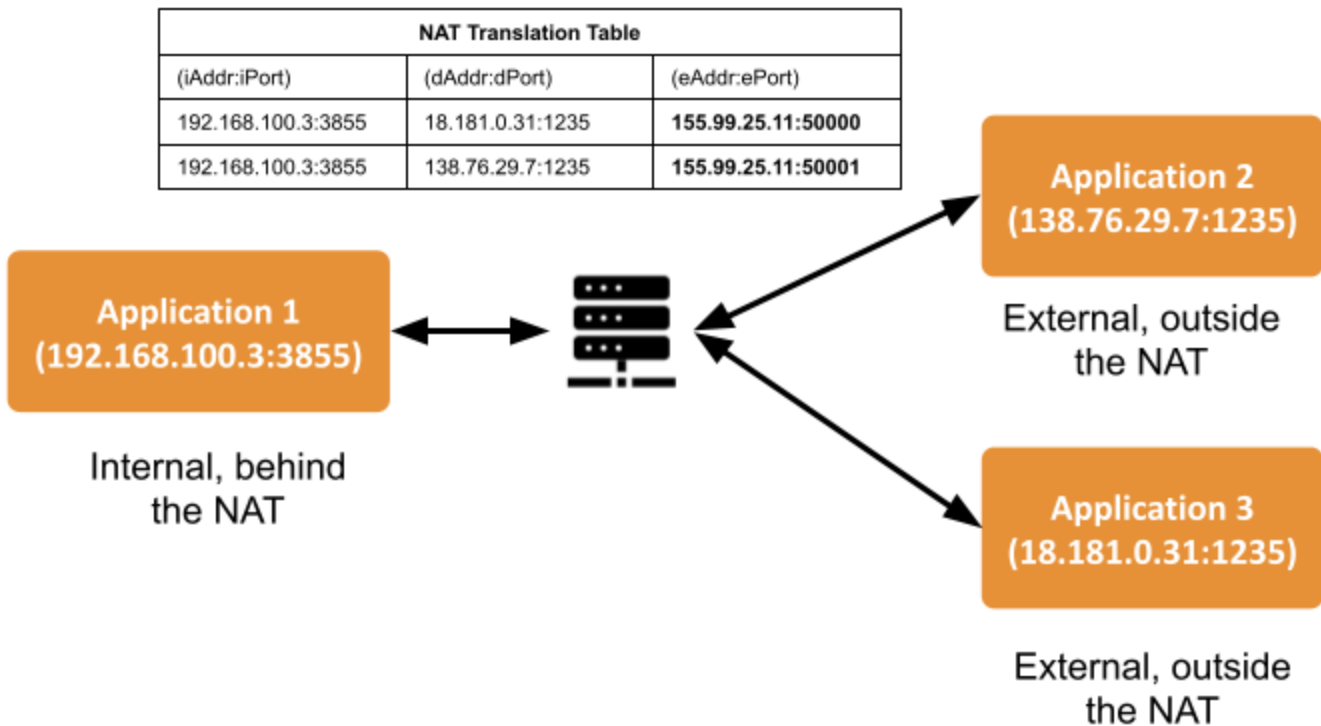 NAT Translation Table
(iAddr:iPort) (dAddr:dPort) (eAddr:ePort)
192.168.100.3:3855 18.181.0.31:1235 155.99.25.11:50000
192.168.100.3:3855 138.76.29.7:1235 155.99.25.11:50001
Application 2
(138.76.29.7:1235)
External, outside
the NAT
Application 1
(192.168.100.3:3855)
Internal, behind
the NAT
Application 3
(18.181.0.31:1235)
External, outside
the NAT